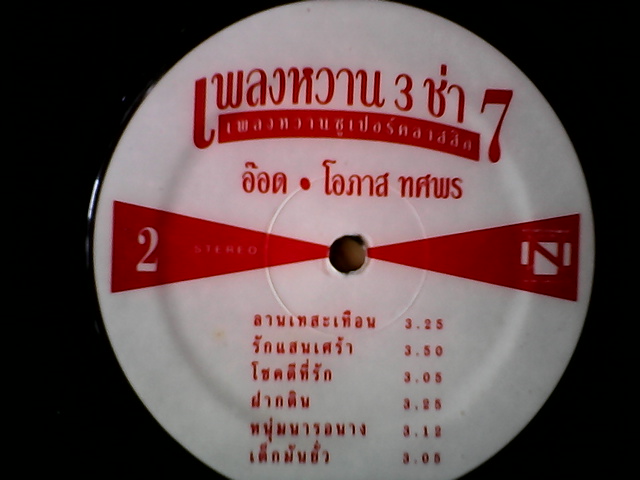 เพลงหวาน 3 ช่า 7
เพลงหวานซูเปอร์คลาสสิค
อ๊อด • โอภาส ทศพร
2 STEREO
ลานเทสะเทือน 3.25
รักแสนเศร้า 3.50
โชคดีที่รัก 3.05
ฝากดิน 3.25
หนุ่มนารอนาง 3.12
เด็กมันยั่ว 3.05